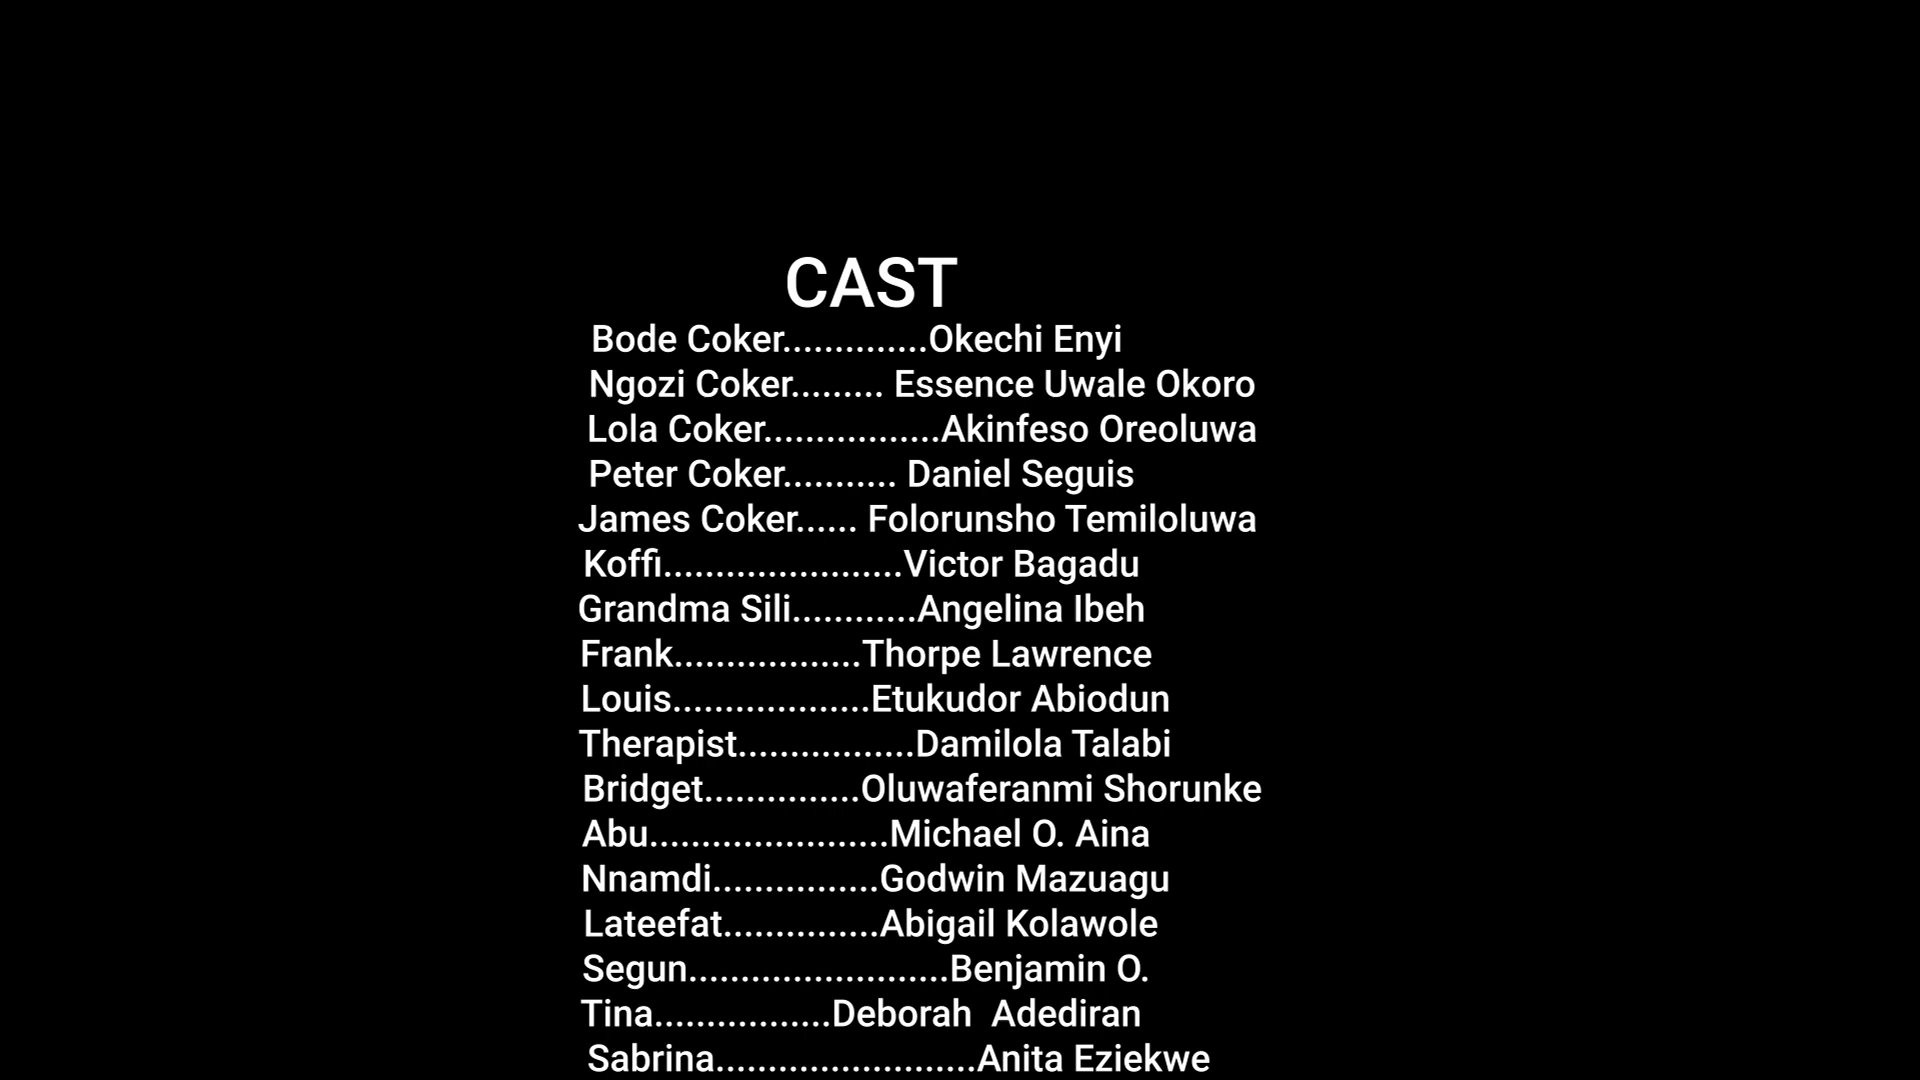 CAST
Bode Coker..............Okechi Enyi
Ngozi Coker......... Essence Uwale Okoro
Lola Coker.................Akinfeso Oreoluwa
Peter Coker........... Daniel Seguis
James Coker...... Folorunsho Temiloluwa
Koffi.......................Victor Bagadu
Grandma Sili............Angelina Ibeh
Frank..................Thorpe Lawrence
Louis...................Etukudor Abiodun
Therapist.................Damilola Talabi
Bridget...............Oluwaferanmi Shorunke
Abu.......................Michael O. Aina
Nnamdi................Godwin Mazuagu
Lateefat...............Abigail Kolawole
Segun.........................Benjamin O.
Tina.................Deborah  Adediran
Sabrina.........................Anita Eziekwe